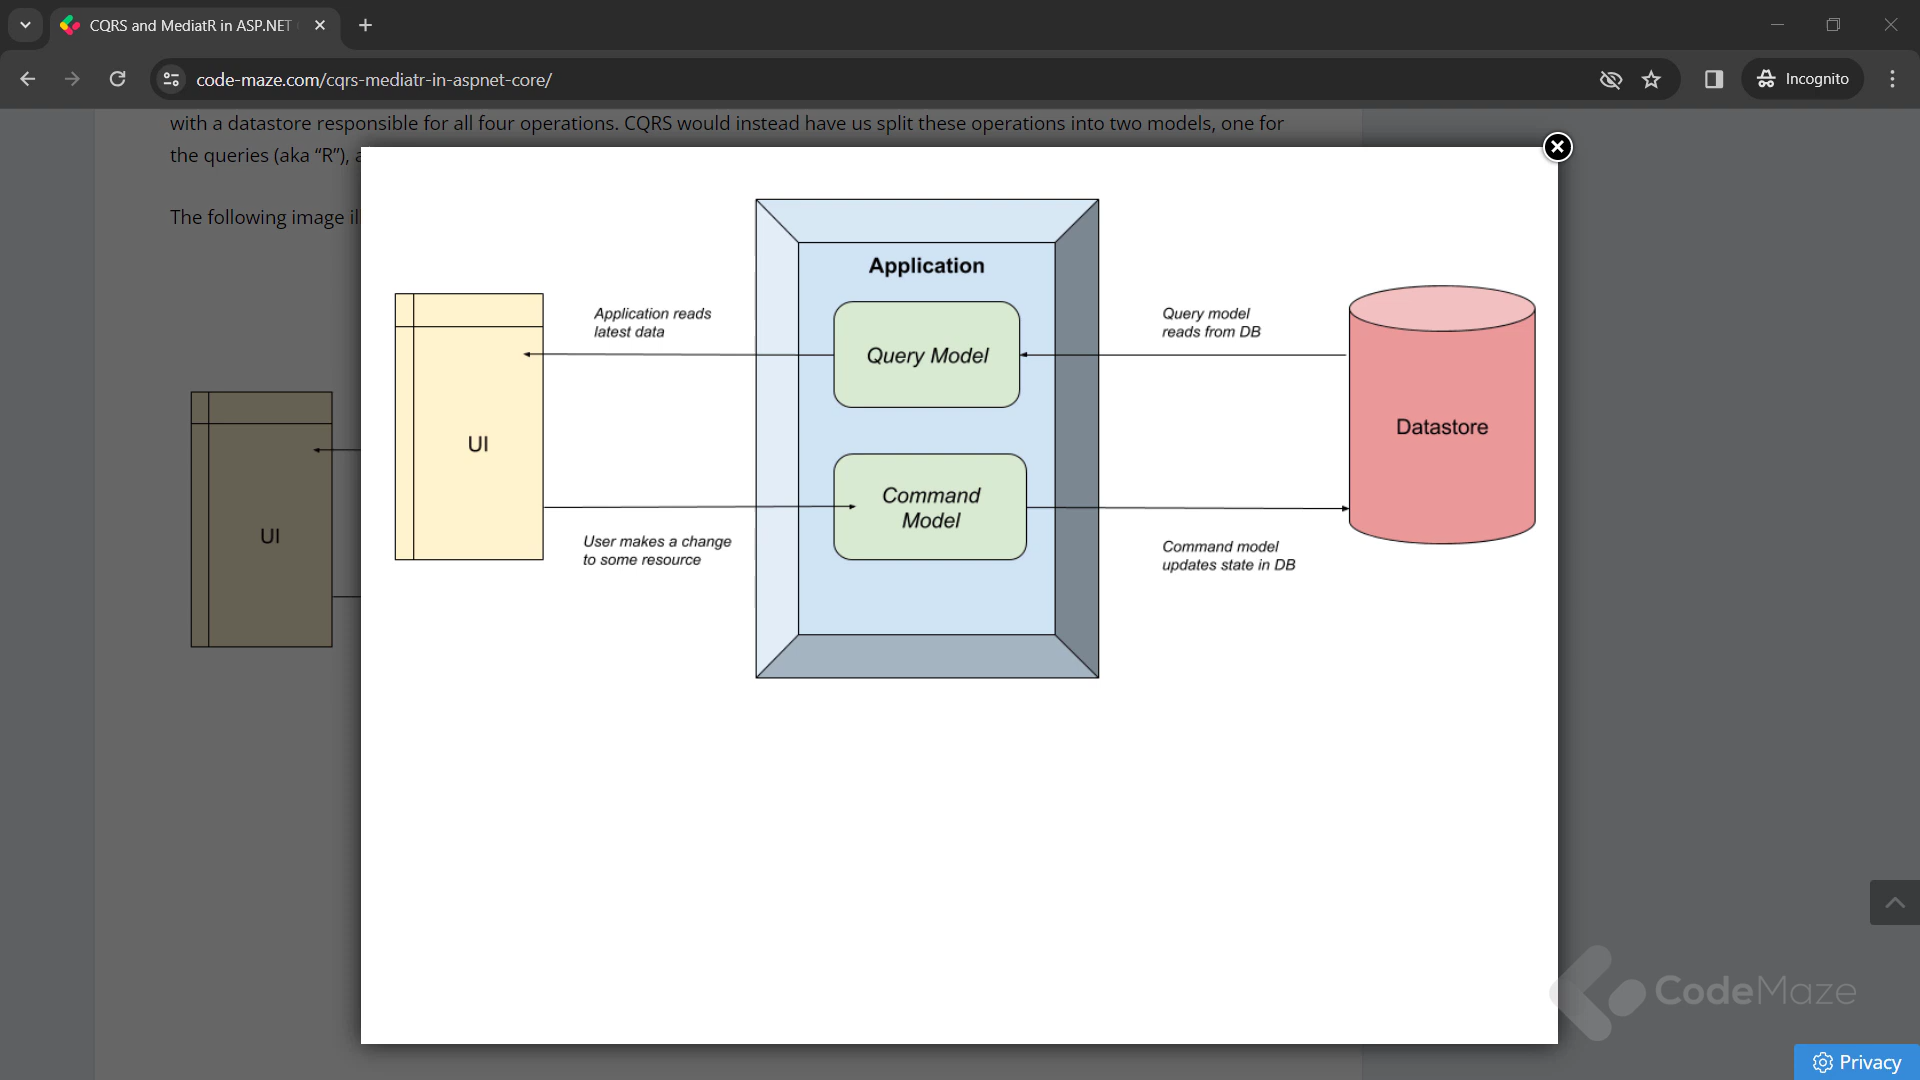 CQRS and MediatR in ASP.NET
code-maze.com/cqrs-mediatr-in-aspnet-core/
Incognito
with a datastore responsible for all four operations. CQRS would instead have us split these operations into two models, one for
the queries (aka “R”), a
The following image il
Application
Application reads
latest data
Query model
reads from DB
Query Model
UI
Datastore
Command
Model
User makes a change
to some resource
Command model
updates state in DB
UI
CodeMaze
Privacy